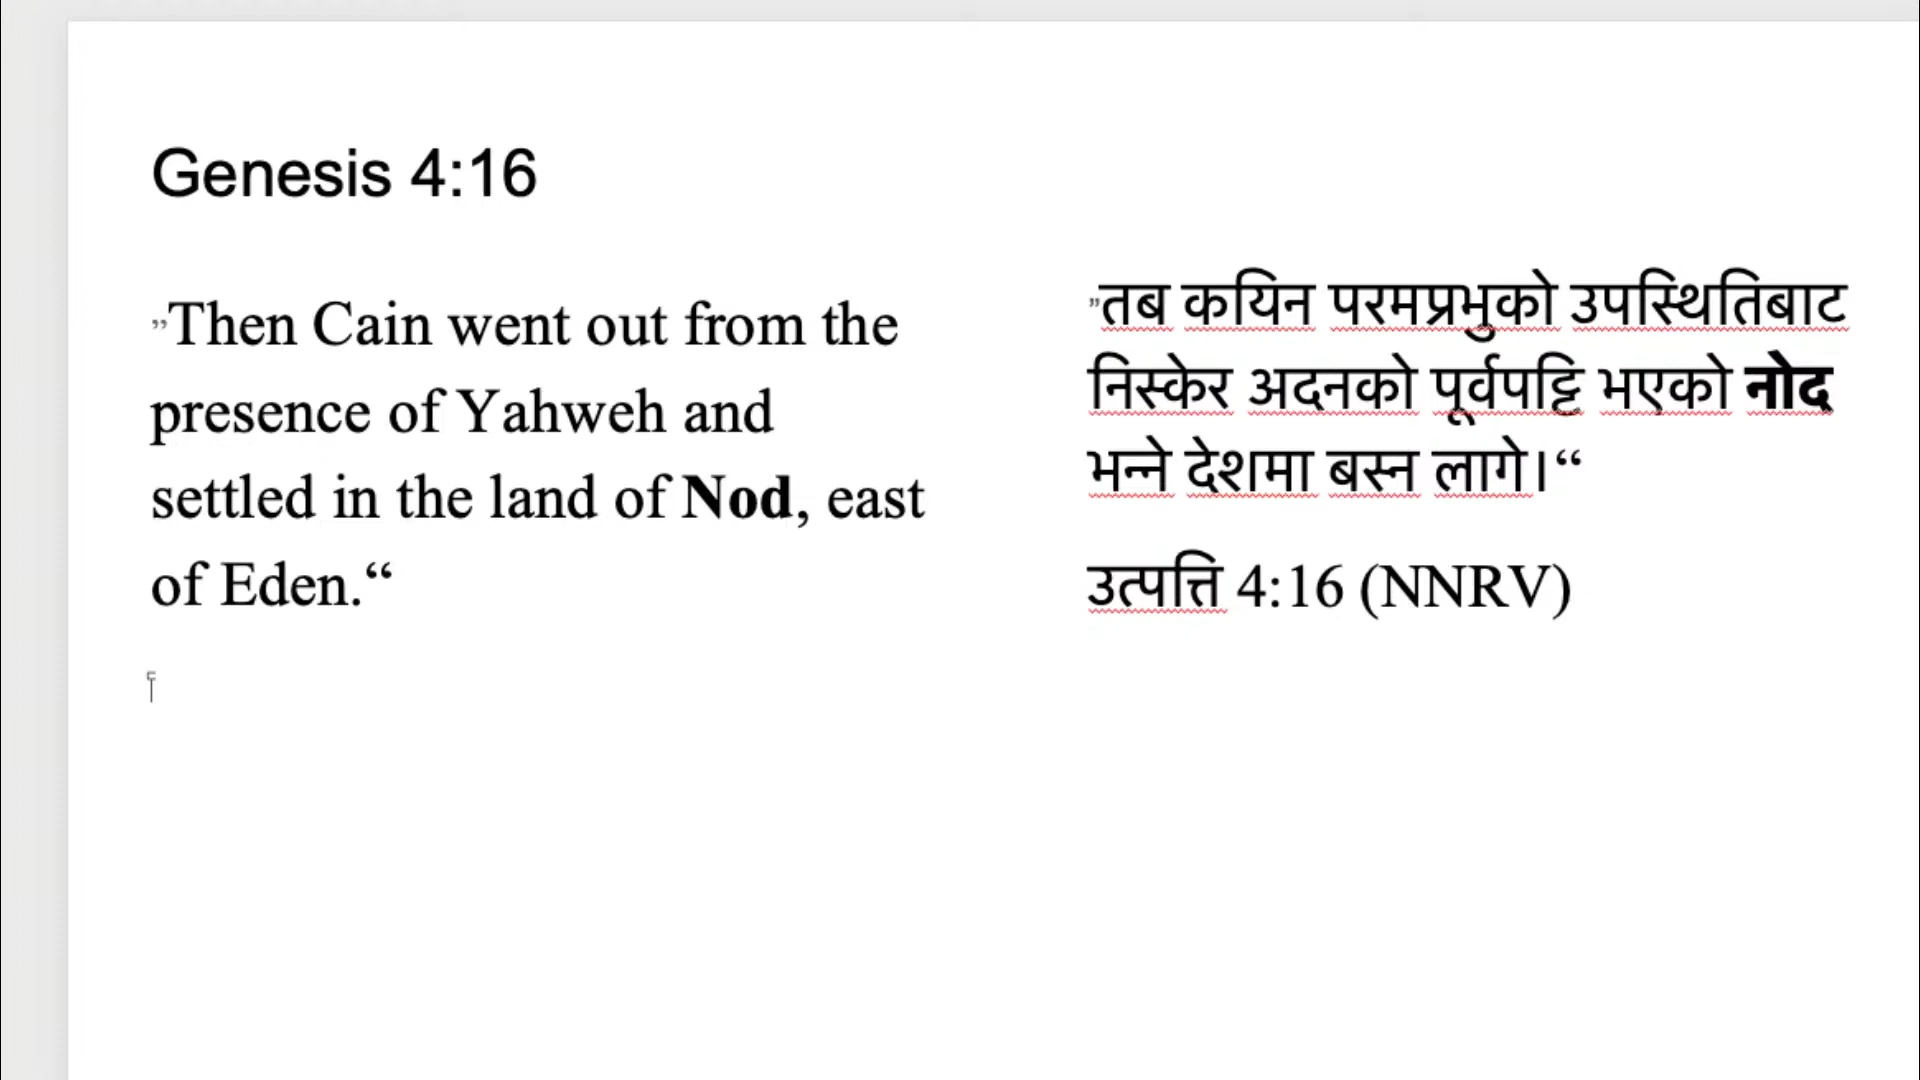 Genesis 4:16
”Then Cain went out from the
presence of Yahweh and
settled in the land of Nod, east
of Eden.“
”तब कयिन परमप्रभुको उपस्थितिबाट
निस्केर अदनको पूर्वपट्टि भएको नोद
भन्ने देशमा बस्न लागे।“
उत्पत्ति 4:16 (NNRV)